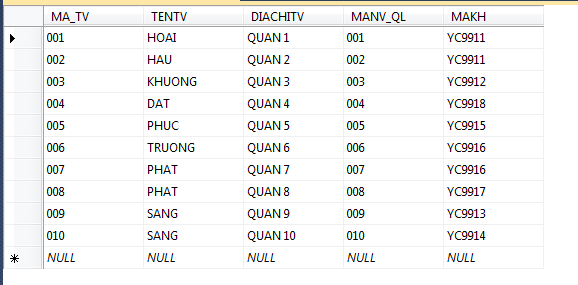 MA_TV TENTV DIACHITV MANV_QL MAKH
001 HOAI QUAN 1 001 YC9911
002 HAU QUAN 2 002 YC9911
003 KHUONG QUAN 3 003 YC9912
004 DAT QUAN 4 004 YC9918
005 PHUC QUAN 5 005 YC9915
006 TRUONG QUAN 6 006 YC9916
007 PHAT QUAN 7 007 YC9916
008 PHAT QUAN 8 008 YC9917
009 SANG QUAN 9 009 YC9913
010 SANG QUAN 10 010 YC9914
NULL NULL NULL NULL NULL